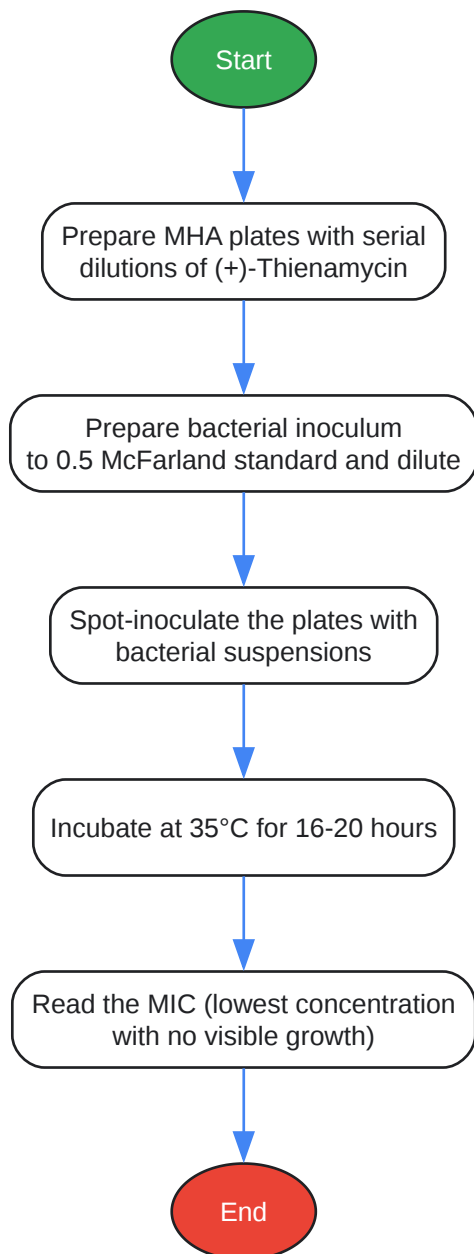 Start
Prepare MHA plates with serial
dilutions of (+)-Thienamycin
Prepare bacterial inoculum
to 0.5 McFarland standard and dilute
Spot-inoculate the plates with
bacterial suspensions
Incubate at 35°C for 16-20 hours
Read the MIC (lowest concentration
with no visible growth)
End